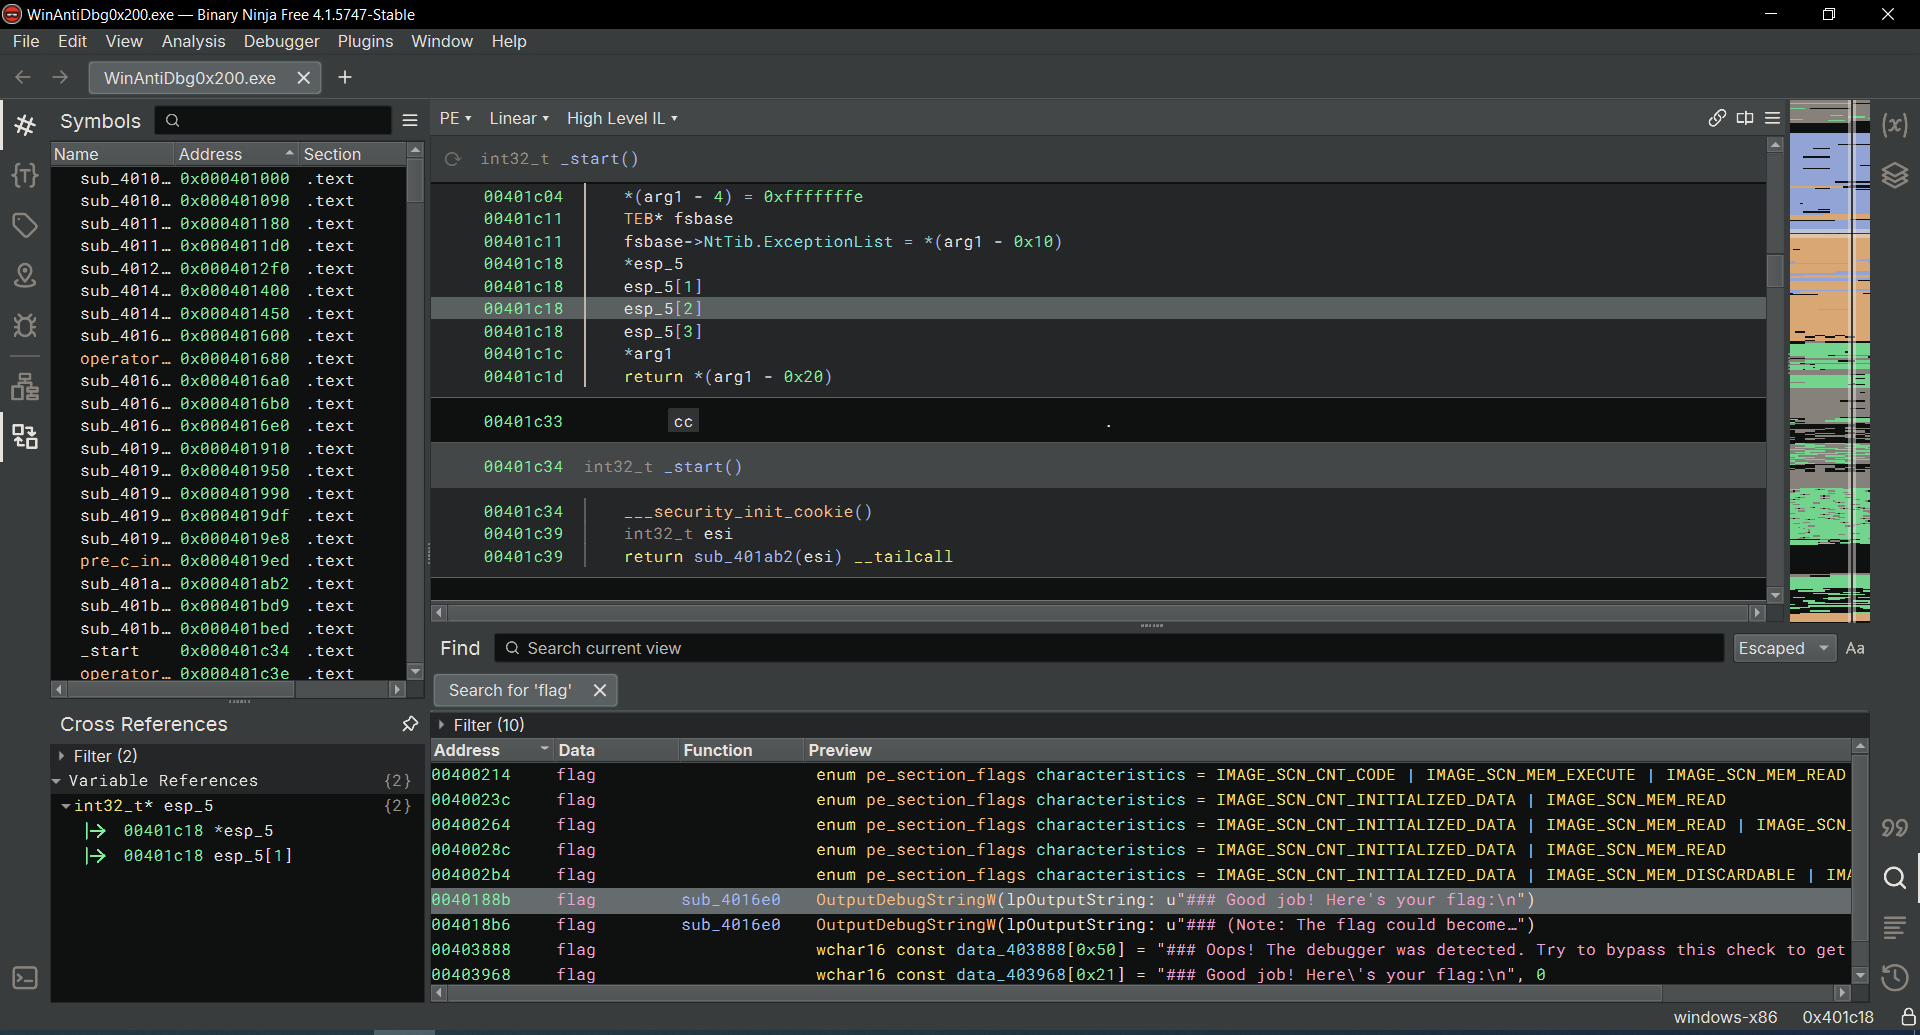 WinAntiDbg0x200.exe — Binary Ninja Free 4.1.5747-Stable
File Edit View Analysis Debugger Plugins Window Help
WinAntiDbg0x200.exe
Symbols
Name Address Section
sub_4010… 0x000401000 .text
sub_4010… 0x000401090 .text
sub_4011… 0x000401180 .text
sub_4011… 0x0004011d0 .text
sub_4012… 0x0004012f0 .text
sub_4014… 0x000401400 .text
sub_4014… 0x000401450 .text
sub_4016… 0x000401600 .text
operator… 0x000401680 .text
sub_4016… 0x0004016a0 .text
sub_4016… 0x0004016b0 .text
sub_4016… 0x0004016e0 .text
sub_4019… 0x000401910 .text
sub_4019… 0x000401950 .text
sub_4019… 0x000401990 .text
sub_4019… 0x0004019df .text
sub_4019… 0x0004019e8 .text
pre_c_in… 0x0004019ed .text
sub_401a… 0x000401ab2 .text
sub_401b… 0x000401bd9 .text
sub_401b… 0x000401bed .text
_start 0x000401c34 .text
operator… 0x000401c3e .text
Cross References
Filter (2)
Variable References {2}
int32_t* esp_5 {2}
00401c18 *esp_5
00401c18 esp_5[1]
PE Linear High Level IL
int32_t _start()
00401c04 *(arg1 - 4) = 0xfffffffe
00401c11 TEB* fsbase
00401c11 fsbase->NtTib.ExceptionList = *(arg1 - 0x10)
00401c18 *esp_5
00401c18 esp_5[1]
00401c18 esp_5[2]
00401c18 esp_5[3]
00401c1c *arg1
00401c1d return *(arg1 - 0x20)
00401c33 cc .
00401c34 int32_t _start()
00401c34 ___security_init_cookie()
00401c39 int32_t esi
00401c39 return sub_401ab2(esi) __tailcall
Find Search current view Escaped Aa
Search for 'flag'
Filter (10)
Address Data Function Preview
00400214 flag enum pe_section_flags characteristics = IMAGE_SCN_CNT_CODE | IMAGE_SCN_MEM_EXECUTE | IMAGE_SCN_MEM_READ
0040023c flag enum pe_section_flags characteristics = IMAGE_SCN_CNT_INITIALIZED_DATA | IMAGE_SCN_MEM_READ
00400264 flag enum pe_section_flags characteristics = IMAGE_SCN_CNT_INITIALIZED_DATA | IMAGE_SCN_MEM_READ | IMAGE_SCN_
0040028c flag enum pe_section_flags characteristics = IMAGE_SCN_CNT_INITIALIZED_DATA | IMAGE_SCN_MEM_READ
004002b4 flag enum pe_section_flags characteristics = IMAGE_SCN_CNT_INITIALIZED_DATA | IMAGE_SCN_MEM_DISCARDABLE | IMA
0040188b flag sub_4016e0 OutputDebugStringW(lpOutputString: u"### Good job! Here's your flag:\n")
004018b6 flag sub_4016e0 OutputDebugStringW(lpOutputString: u"### (Note: The flag could become…")
00403888 flag wchar16 const data_403888[0x50] = "### Oops! The debugger was detected. Try to bypass this check to get
00403968 flag wchar16 const data_403968[0x21] = "### Good job! Here\'s your flag:\n", 0
windows-x86 0x401c18